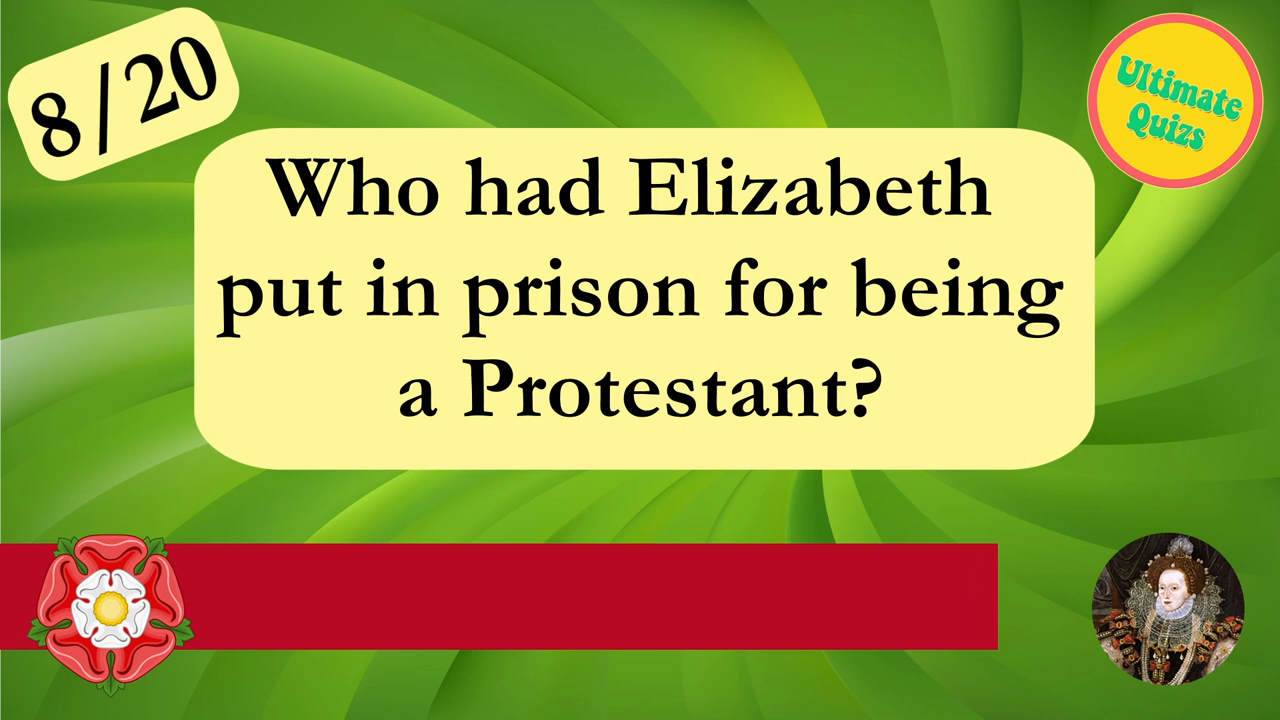 8/20
Ultimate
Quizs
Who had Elizabeth
put in prison for being
a Protestant?